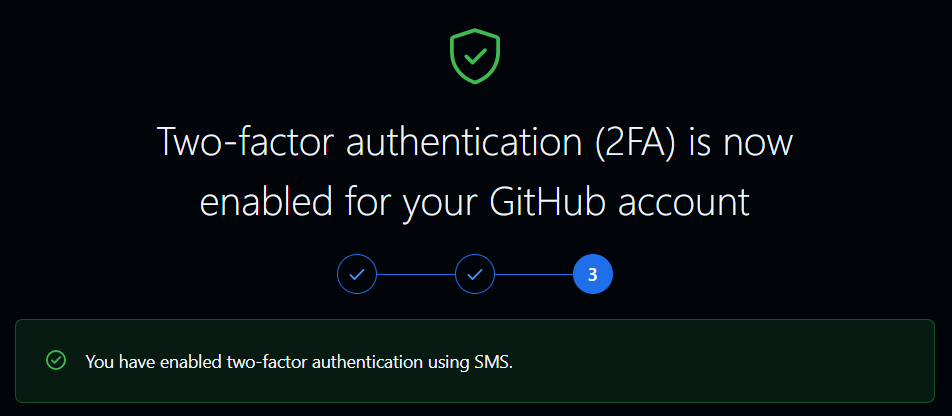 Two-factor authentication (2FA) is now
enabled for your GitHub account
3
You have enabled two-factor authentication using SMS.